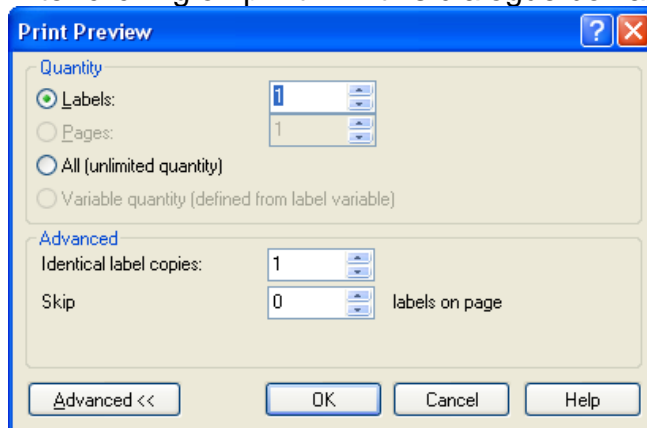 Print Preview
Quantity
Labels: 1
Pages: 1
All (unlimited quantity)
Variable quantity (defined from label variable)
Advanced
Identical label copies: 1
Skip 0 labels on page
Advanced << OK Cancel Help